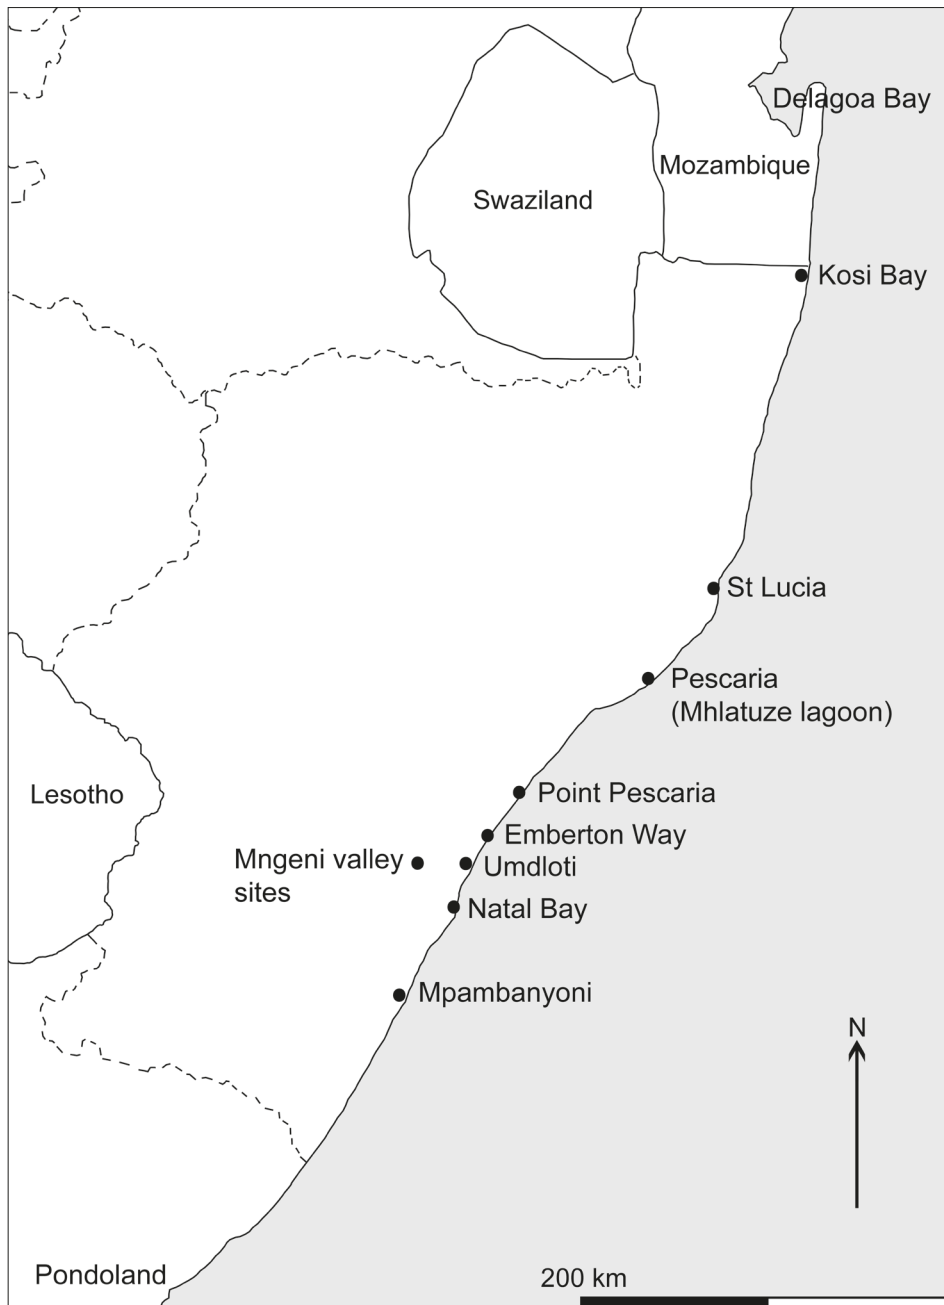 Delagoa Bay
Mozambique
Swaziland
Kosi Bay
St Lucia
Pescaria
(Mhlatuze lagoon)
Lesotho
Point Pescaria
Emberton Way
Mngeni valley
sites
Umdloti
Natal Bay
Mpambanyoni
N
Pondoland
200 km